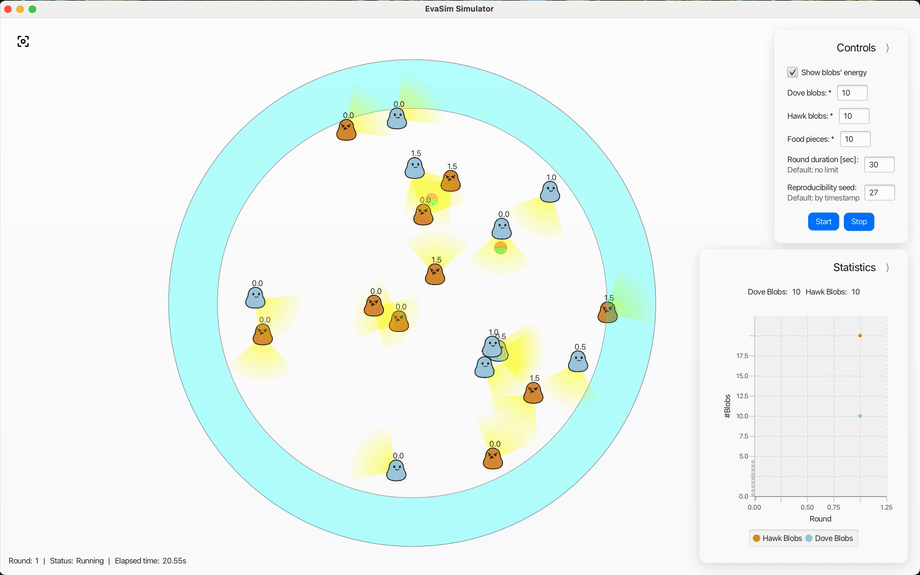 EvaSim Simulator
Controls
Show blobs' energy
Dove blobs: * 10
Hawk blobs: * 10
Food pieces: * 10
Round duration [sec]: 30
Default: no limit
Reproducibility seed: 27
Default: by timestamp
Start Stop
0.0
0.0
1.5
1.5
1.0
0.0
0.0
1.5
0.0
0.0
0.0
0.0
1.5
1.0
0.5
0.5
1.5
0.0
0.0
Statistics
Dove Blobs: 10 Hawk Blobs: 10
#Blobs
17.5
15.0
12.5
10.0
7.5
5.0
0.0
0.00 0.50 0.75 1.25
Round
Hawk Blobs Dove Blobs
Round: 1 | Status: Running | Elapsed time: 20.55s